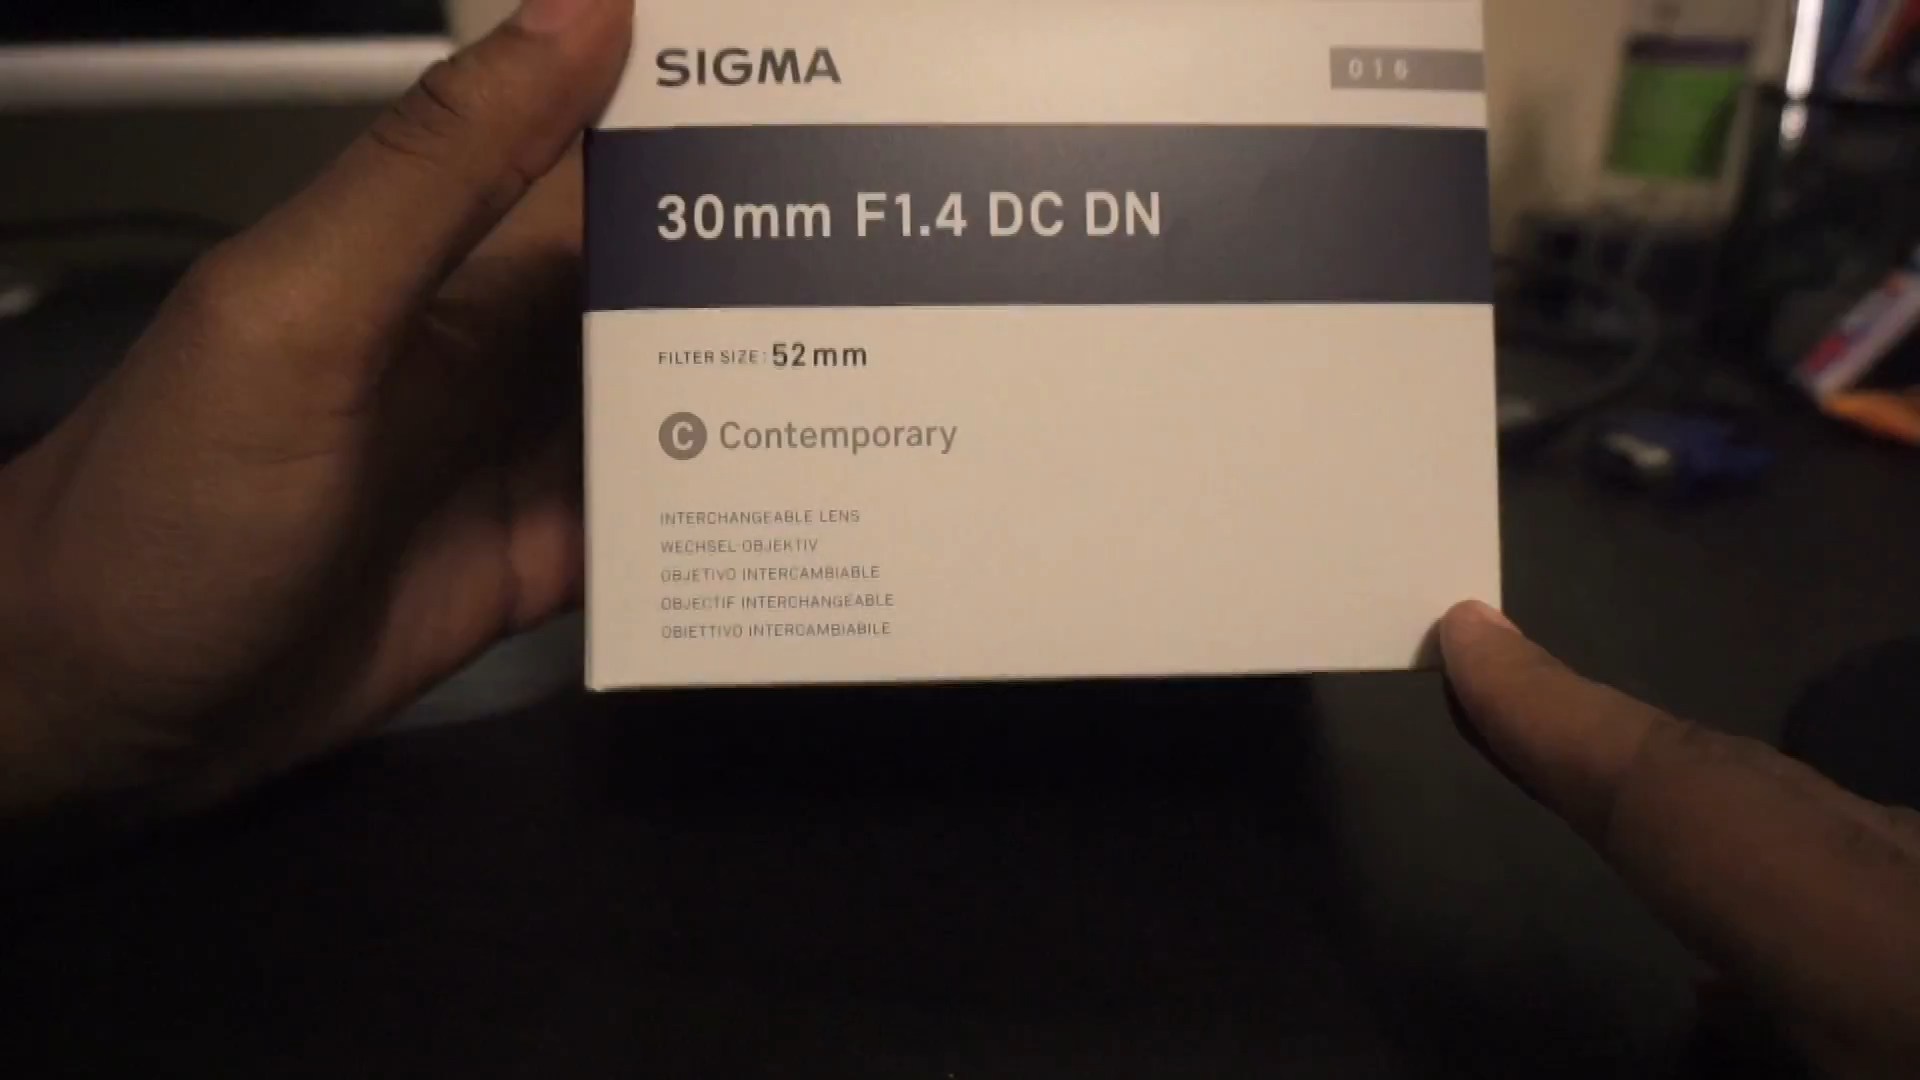 SIGMA
016
30mm F1.4 DC DN
FILTER SIZE: 52mm
C Contemporary
INTERCHANGEABLE LENS
WECHSEL-OBJEKTIV
OBJETIVO INTERCAMBIABLE
OBJECTIF INTERCHANGEABLE
OBIETTIVO INTERCAMBIABILE